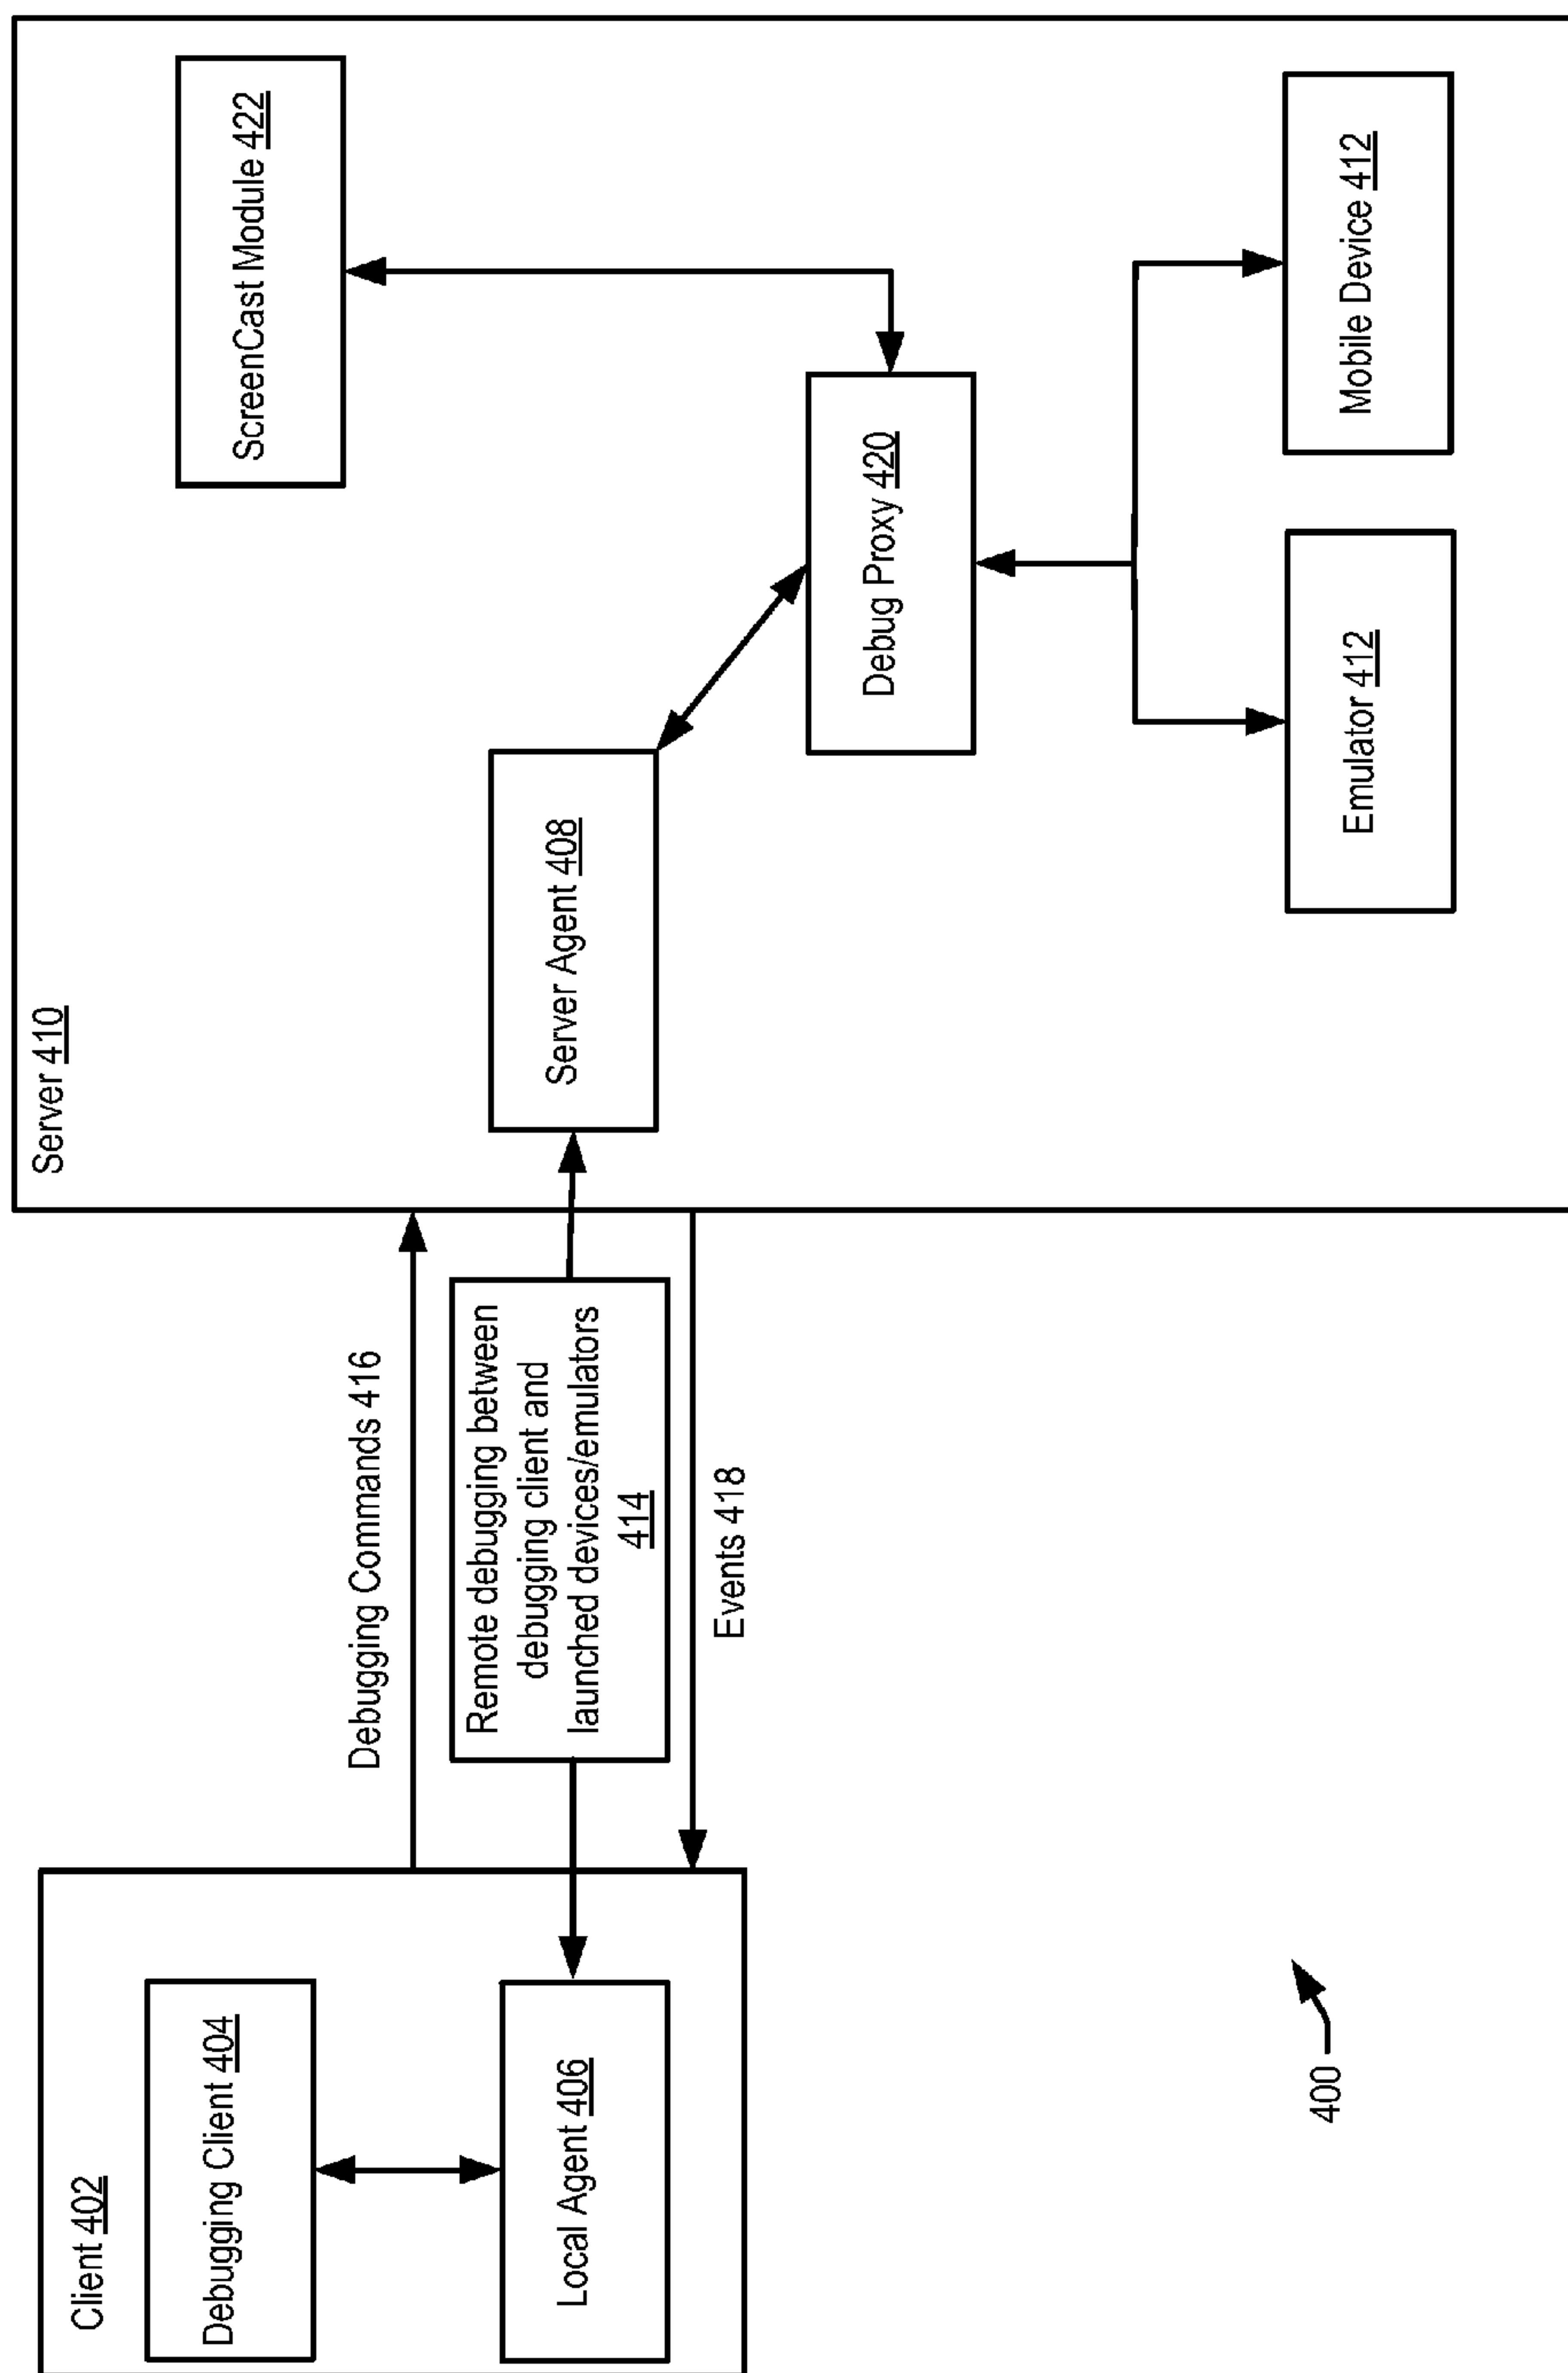 Client 402
Debugging Client 404
Local Agent 406
Debugging Commands 416
Remote debugging between
debugging client and
launched devices/emulators
414
Events 418
Server 410
Server Agent 408
ScreenCast Module 422
Debug Proxy 420
Emulator 412
Mobile Device 412
400